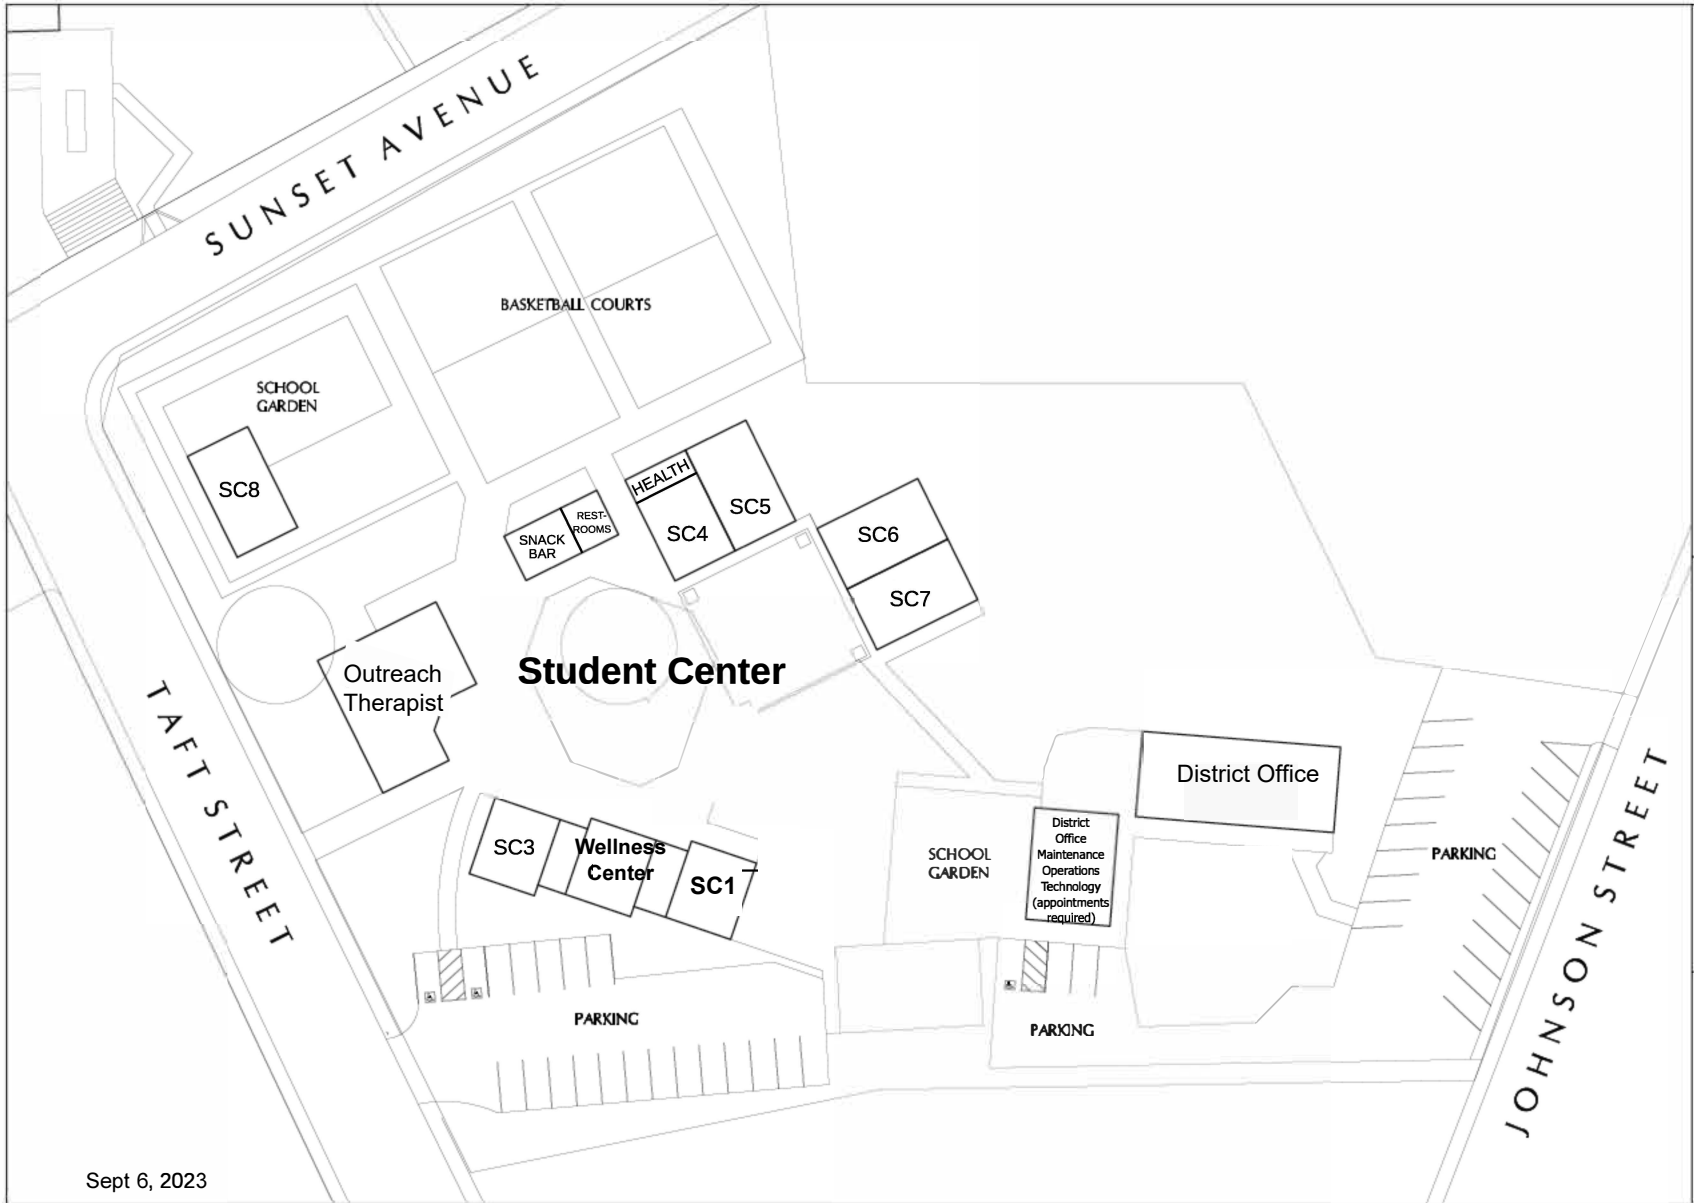 SUNSET AVENUE
BASKETBALL COURTS
SCHOOL
GARDEN
SC8
HEALTH
SC4
SC5
SNACK
BAR
REST-
ROOMS
SC6
SC7
Outreach
Therapist
Student Center
TAFT STREET
District Office
SC3
Wellness
Center
SC1
SCHOOL
GARDEN
District
Office
Maintenance
Operations
Technology
(appointments
required)
PARKING
JOHNSON STREET
PARKING
PARKING
Sept 6, 2023